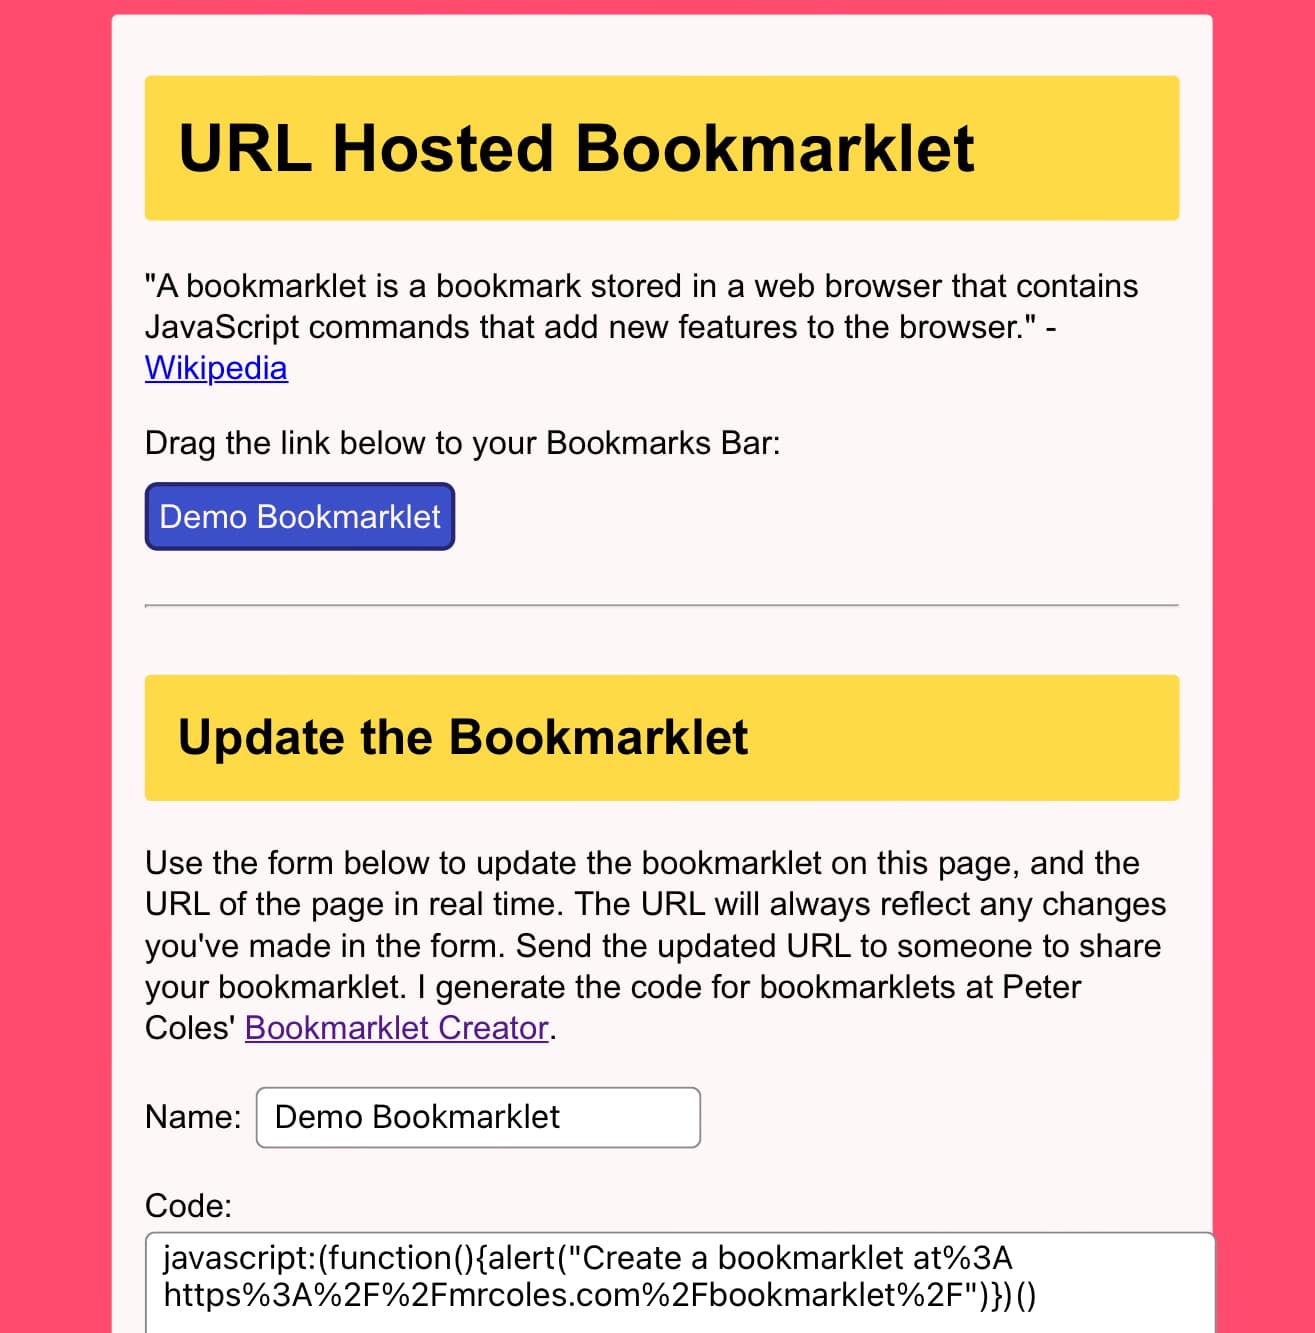 URL Hosted Bookmarklet
"A bookmarklet is a bookmark stored in a web browser that contains
JavaScript commands that add new features to the browser." -
Wikipedia
Drag the link below to your Bookmarks Bar:
Demo Bookmarklet
Update the Bookmarklet
Use the form below to update the bookmarklet on this page, and the
URL of the page in real time. The URL will always reflect any changes
you've made in the form. Send the updated URL to someone to share
your bookmarklet. I generate the code for bookmarklets at Peter
Coles' Bookmarklet Creator.
Name: Demo Bookmarklet
Code:
javascript:(function(){alert("Create a bookmarklet at%3A
https%3A%2F%2Fmrcoles.com%2Fbookmarklet%2F")})()